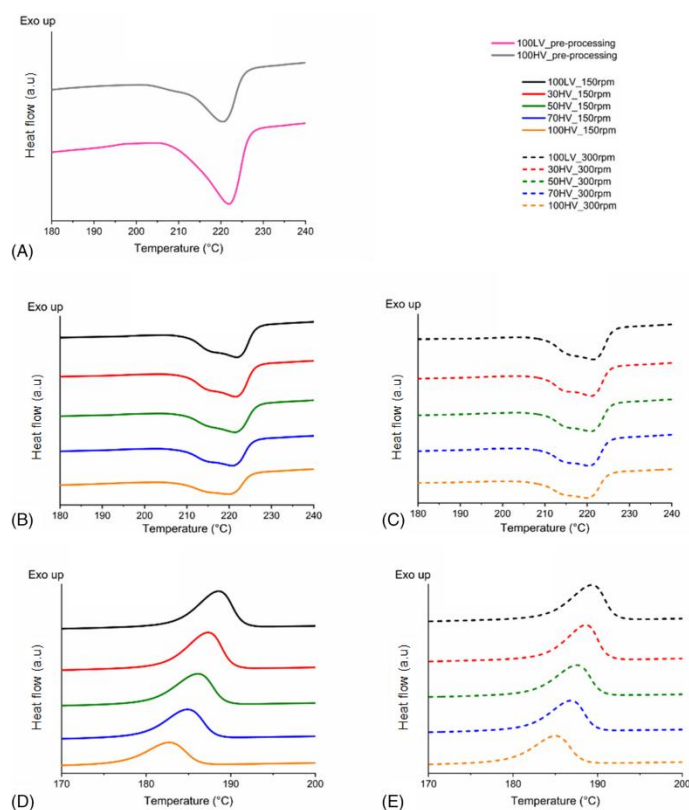 Exo up
Heat flow (a.u)
180 190 200 210 220 230 240
Temperature (°C)
(A)
100LV_pre-processing
100HV_pre-processing
100LV_150rpm
30HV_150rpm
50HV_150rpm
70HV_150rpm
100HV_150rpm
100LV_300rpm
30HV_300rpm
50HV_300rpm
70HV_300rpm
100HV_300rpm
Exo up
Heat flow (a.u)
180 190 200 210 220 230 240
Temperature (°C)
(B)
Exo up
Heat flow (a.u)
180 190 200 210 220 230 240
Temperature (°C)
(C)
Exo up
Heat flow (a.u)
170 180 190 200
Temperature (°C)
(D)
Exo up
Heat flow (a.u)
170 180 190 200
Temperature (°C)
(E)